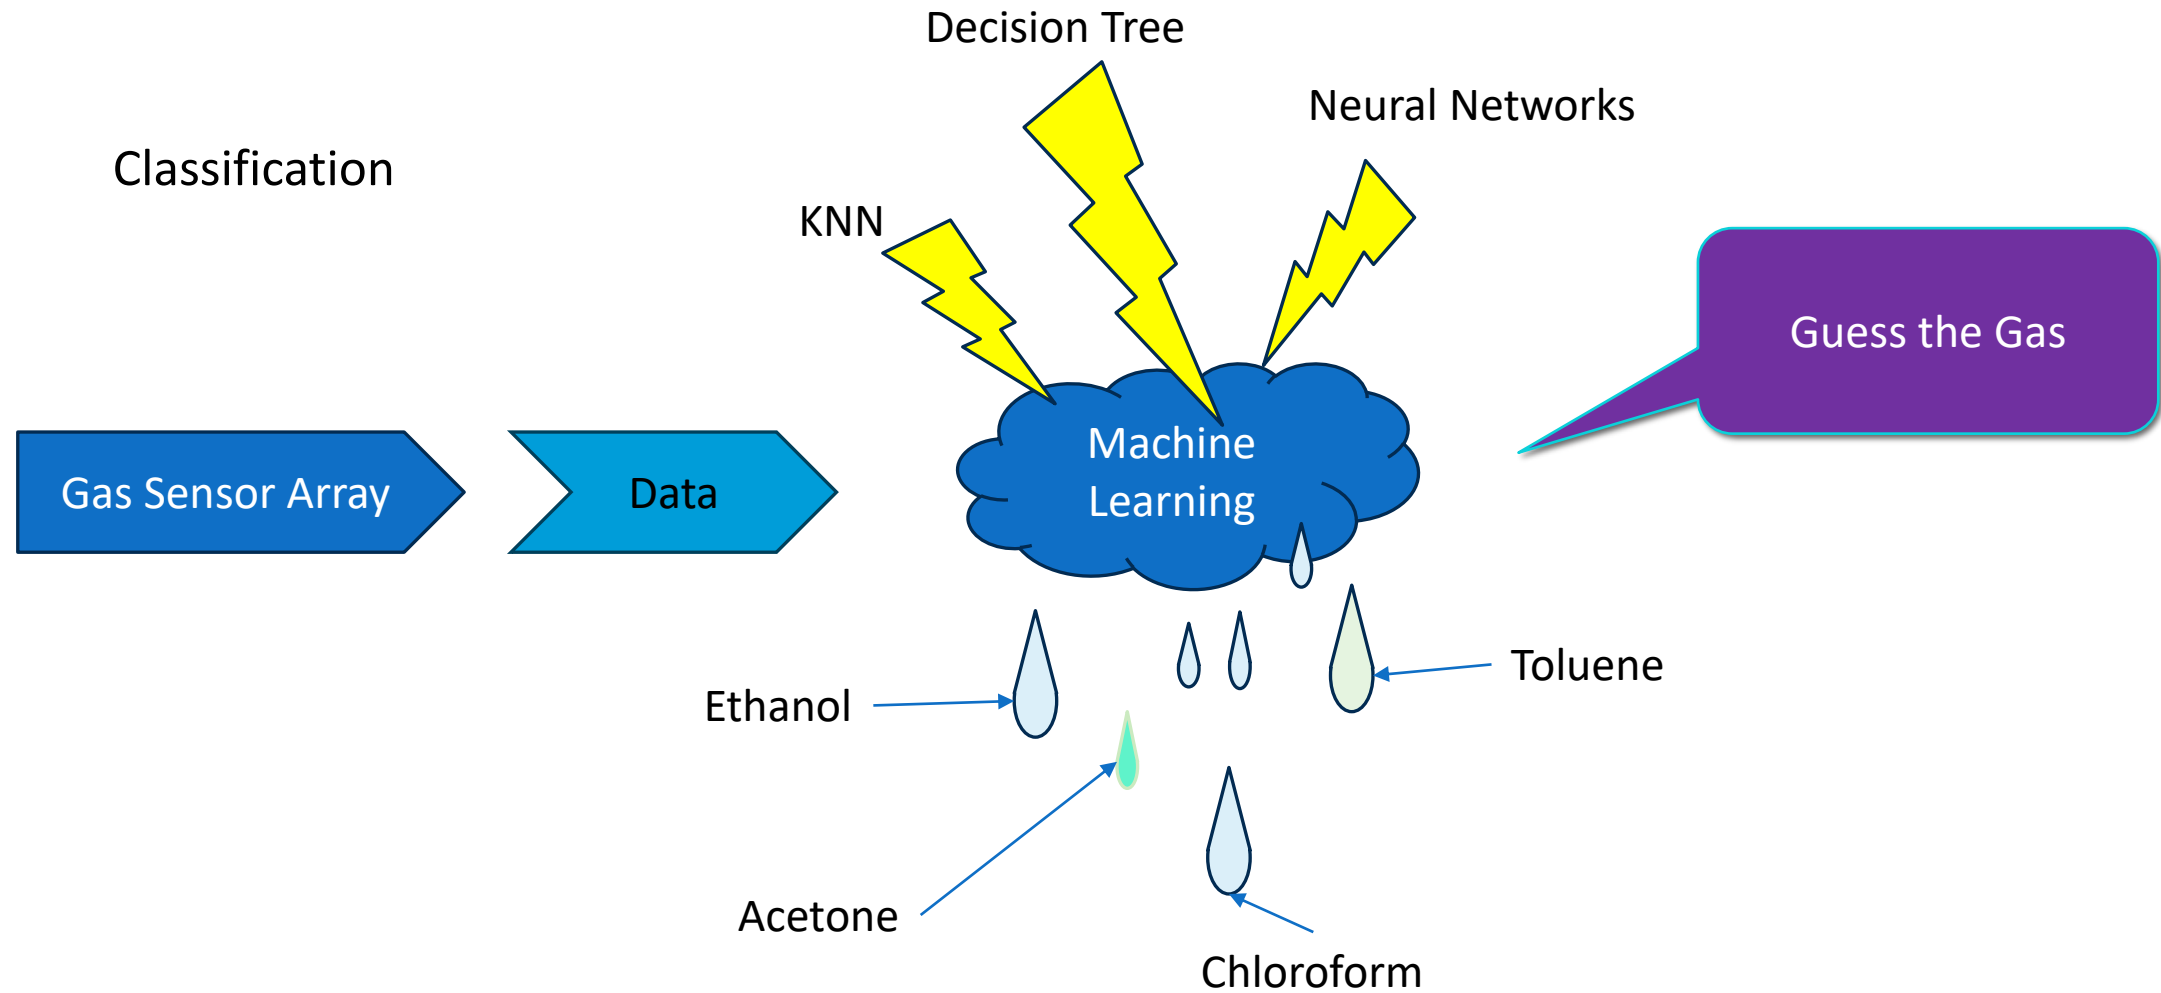 Decision Tree
Neural Networks
Classification
KNN
Guess the Gas
Gas Sensor Array
Data
Machine
Learning
Ethanol
Toluene
Acetone
Chloroform